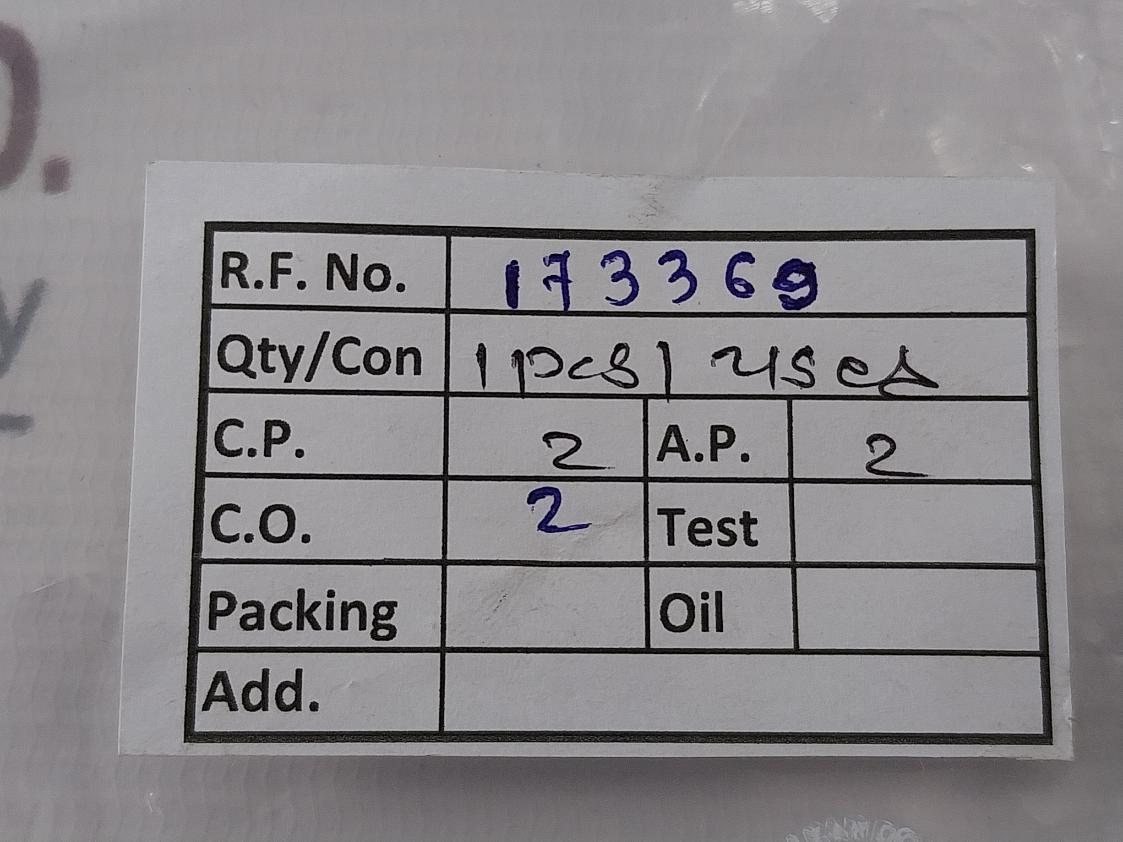 R.F. No. 173369
Qty/Con 1pcs/ used
C.P. 2 A.P. 2
C.O. 2 Test
Packing Oil
Add.